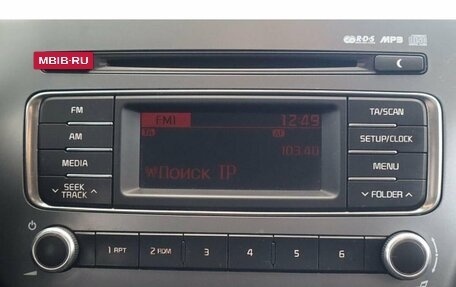 R·D·S MP3
MBIB-RU
FM
AM
MEDIA
SEEK
TRACK
FM1 12:49
TA AF
103.40
Поиск TP
TA/SCAN
SETUP/CLOCK
MENU
FOLDER
1 RPT 2 RDM 3 4 5 6